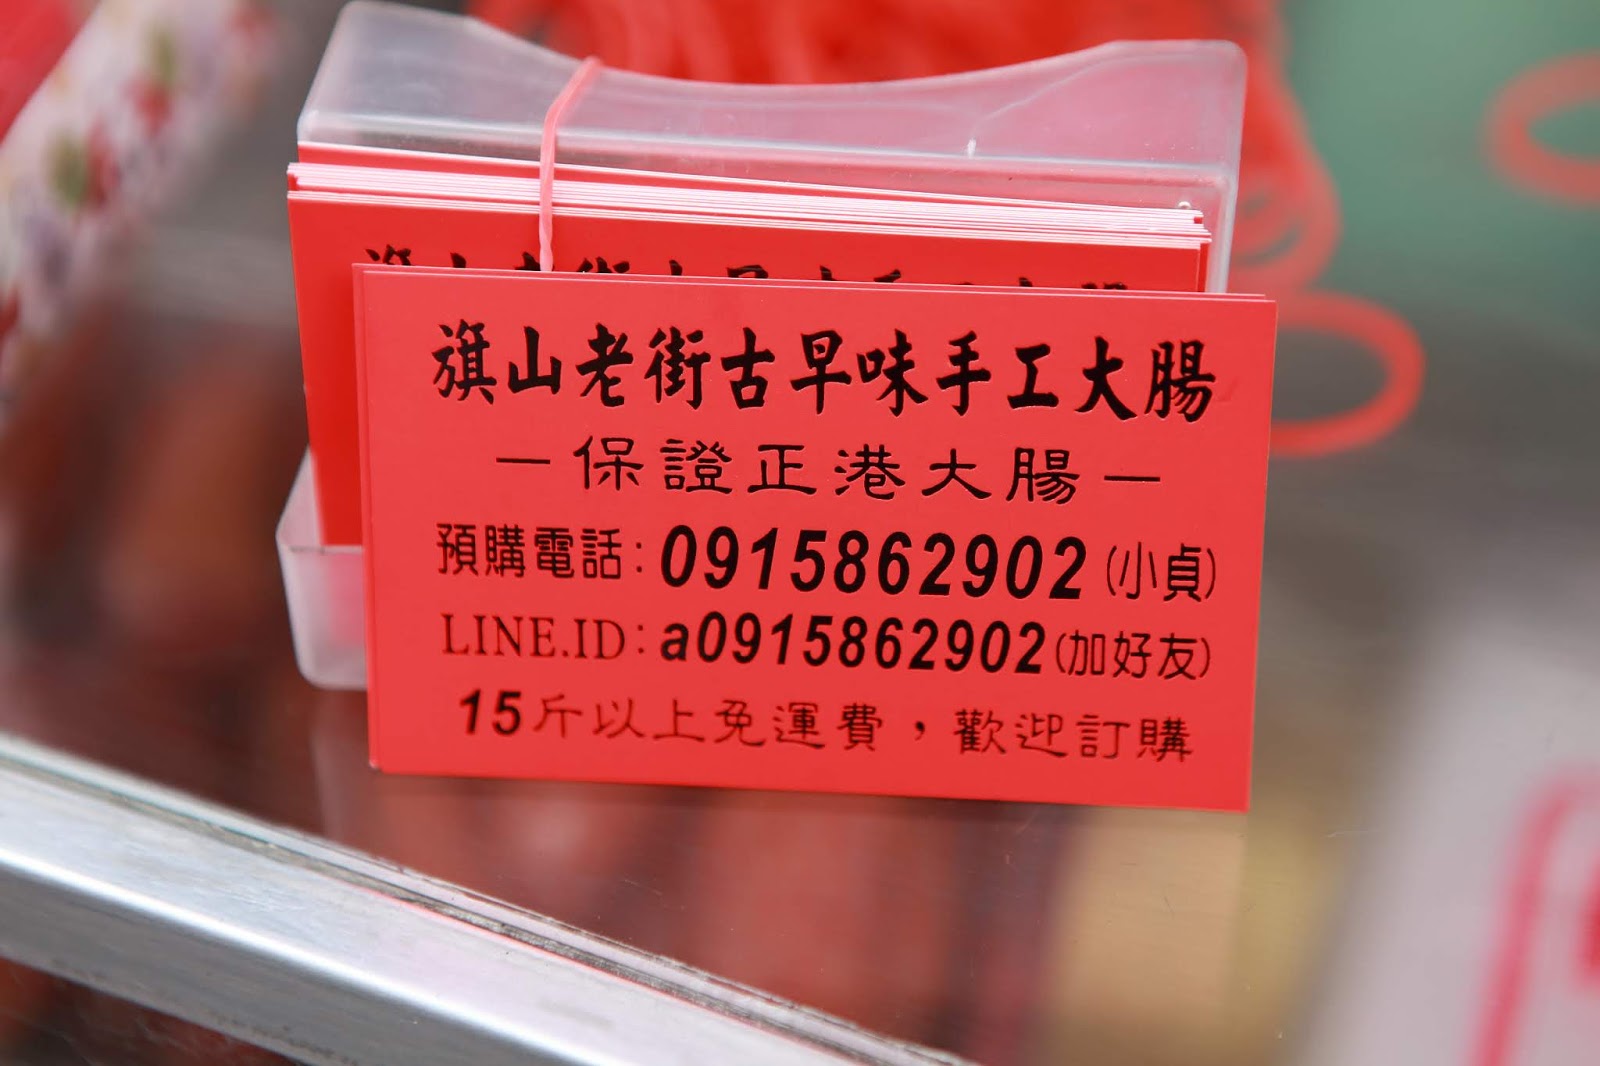 旗山老街古早味手工大腸
－保證正港大腸－
預購電話：0915862902(小貞)
LINE.ID：a0915862902(加好友)
15斤以上免運費，歡迎訂購